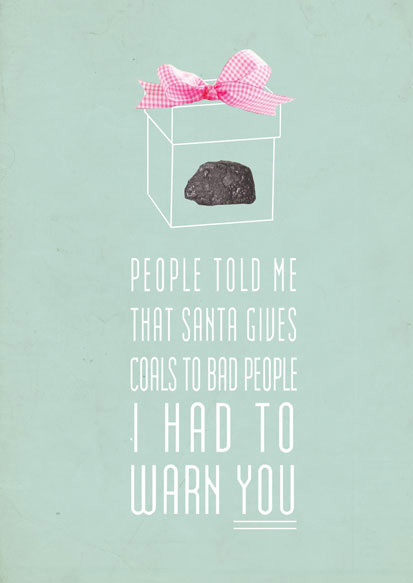 PEOPLE TOLD ME
THAT SANTA GIVES
COALS TO BAD PEOPLE
I HAD TO
WARN YOU